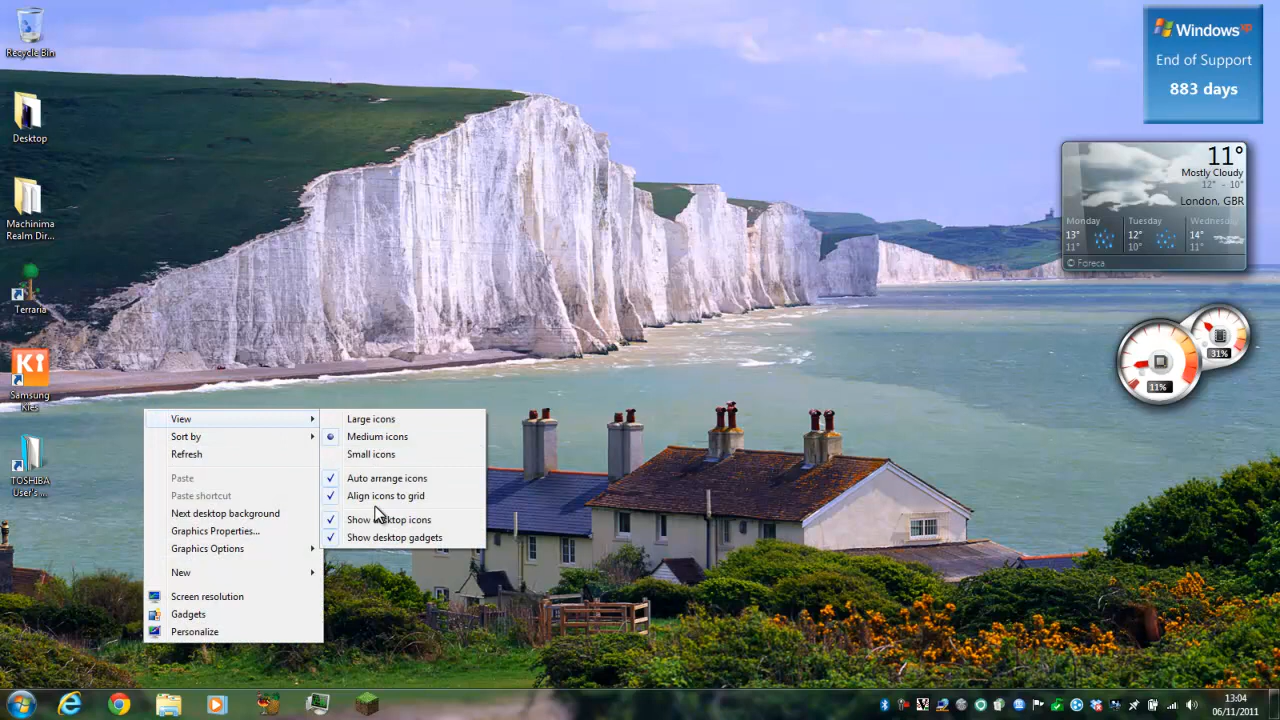 Recycle Bin
Desktop
Machinima
Realm Dir...
Terraria
Ki
Samsung
Kies
TOSHIBA
User's ...
Windows xp
End of Support
883 days
11°
Mostly Cloudy
12° - 10°
London, GBR
Monday
13°
11°
Tuesday
12°
10°
Wednesday
14°
11°
© Foreca
31%
11%
View
Sort by
Refresh
Paste
Paste shortcut
Next desktop background
Graphics Properties...
Graphics Options
New
Screen resolution
Gadgets
Personalize
Large icons
Medium icons
Small icons
Auto arrange icons
Align icons to grid
Show desktop icons
Show desktop gadgets
13:04
06/11/2011